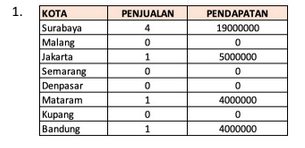 1.
KOTA PENJUALAN PENDAPATAN
Surabaya 4 19000000
Malang 0 0
Jakarta 1 5000000
Semarang 0 0
Denpasar 0 0
Mataram 1 4000000
Kupang 0 0
Bandung 1 4000000